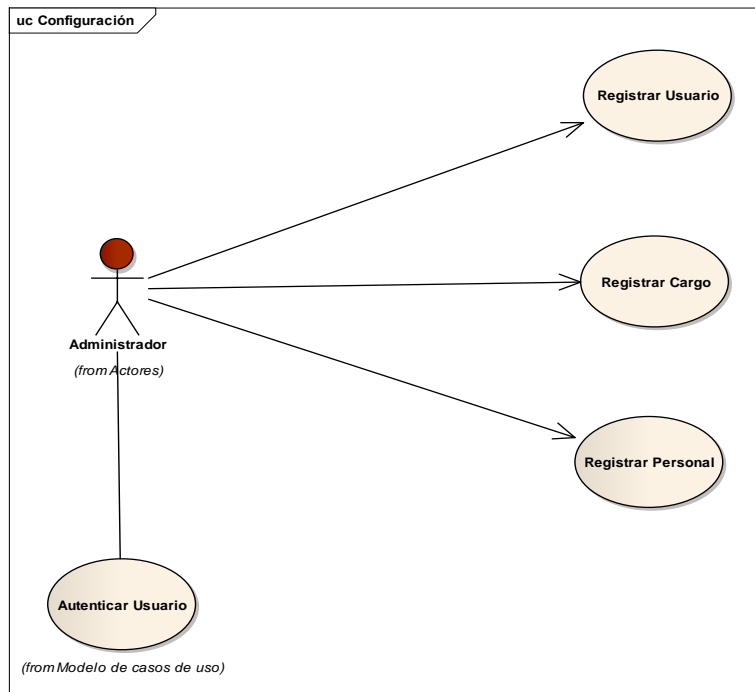 uc Configuración
Registrar Usuario
Registrar Cargo
Administrador
(from Actores)
Registrar Personal
Autenticar Usuario
(from Modelo de casos de uso)